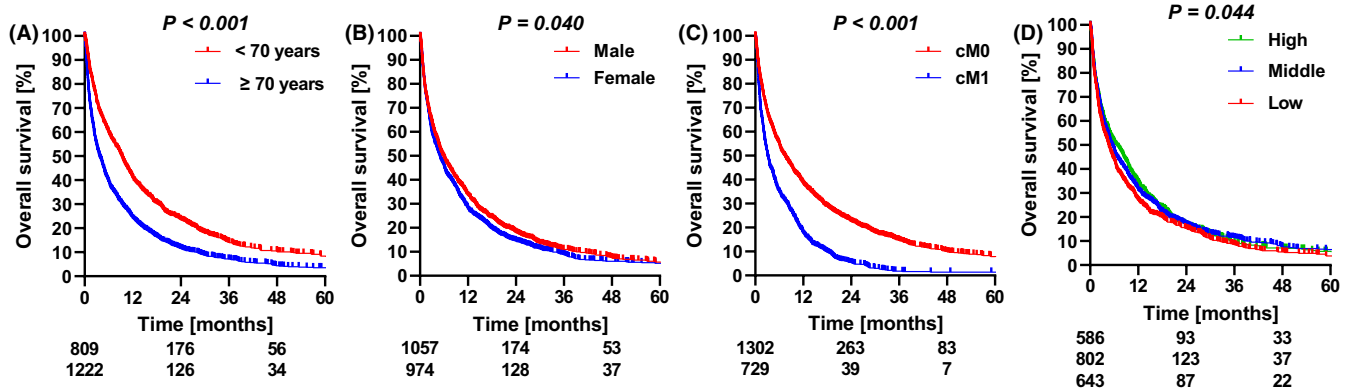 (A)
P < 0.001
Overall survival [%]
100
90
80
70
60
50
40
30
20
10
0
< 70 years
≥ 70 years
0 12 24 36 48 60
Time [months]
809 176 56
1222 126 34
(B)
P = 0.040
Overall survival [%]
100
90
80
70
60
50
40
30
20
10
0
Male
Female
0 12 24 36 48 60
Time [months]
1057 174 53
974 128 37
(C)
P < 0.001
Overall survival [%]
100
90
80
70
60
50
40
30
20
10
0
cM0
cM1
0 12 24 36 48 60
Time [months]
1302 263 83
729 39 7
(D)
P = 0.044
Overall survival [%]
100
90
80
70
60
50
40
30
20
10
0
High
Middle
Low
0 12 24 36 48 60
Time [months]
586 93 33
802 123 37
643 87 22